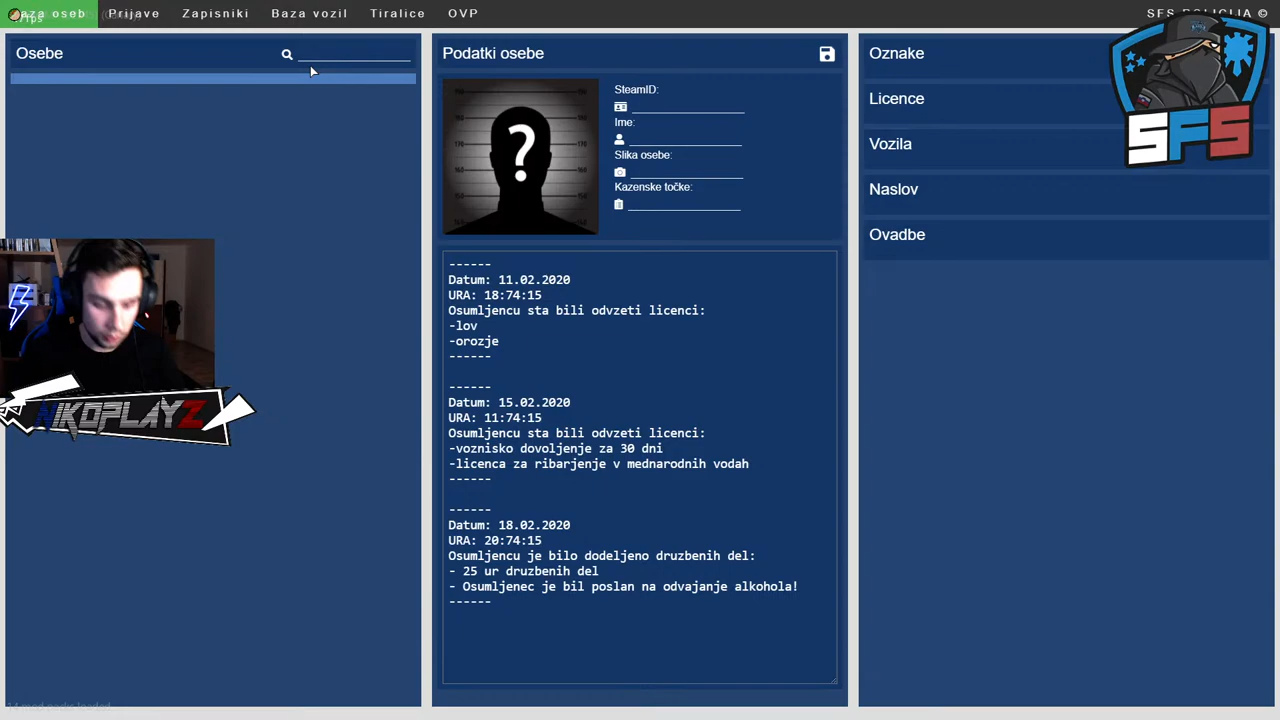 Baza oseb Prijave Zapisniki Baza vozil Tiralice OVP SFS POLICIJA ©
Osebe
Podatki osebe
SteamID:
Ime:
Slika osebe:
Kazenske točke:
------
Datum: 11.02.2020
URA: 18:74:15
Osumljencu sta bili odvzeti licenci:
-lov
-orozje
------
------
Datum: 15.02.2020
URA: 11:74:15
Osumljencu sta bili odvzeti licenci:
-voznisko dovoljenje za 30 dni
-licenca za ribarjenje v mednarodnih vodah
------
------
Datum: 18.02.2020
URA: 20:74:15
Osumljencu je bilo dodeljeno druzbenih del:
- 25 ur druzbenih del
- Osumljenec je bil poslan na odvajanje alkohola!
------
Oznake
Licence
Vozila
Naslov
Ovadbe
SFS
NIKOPLAYZ